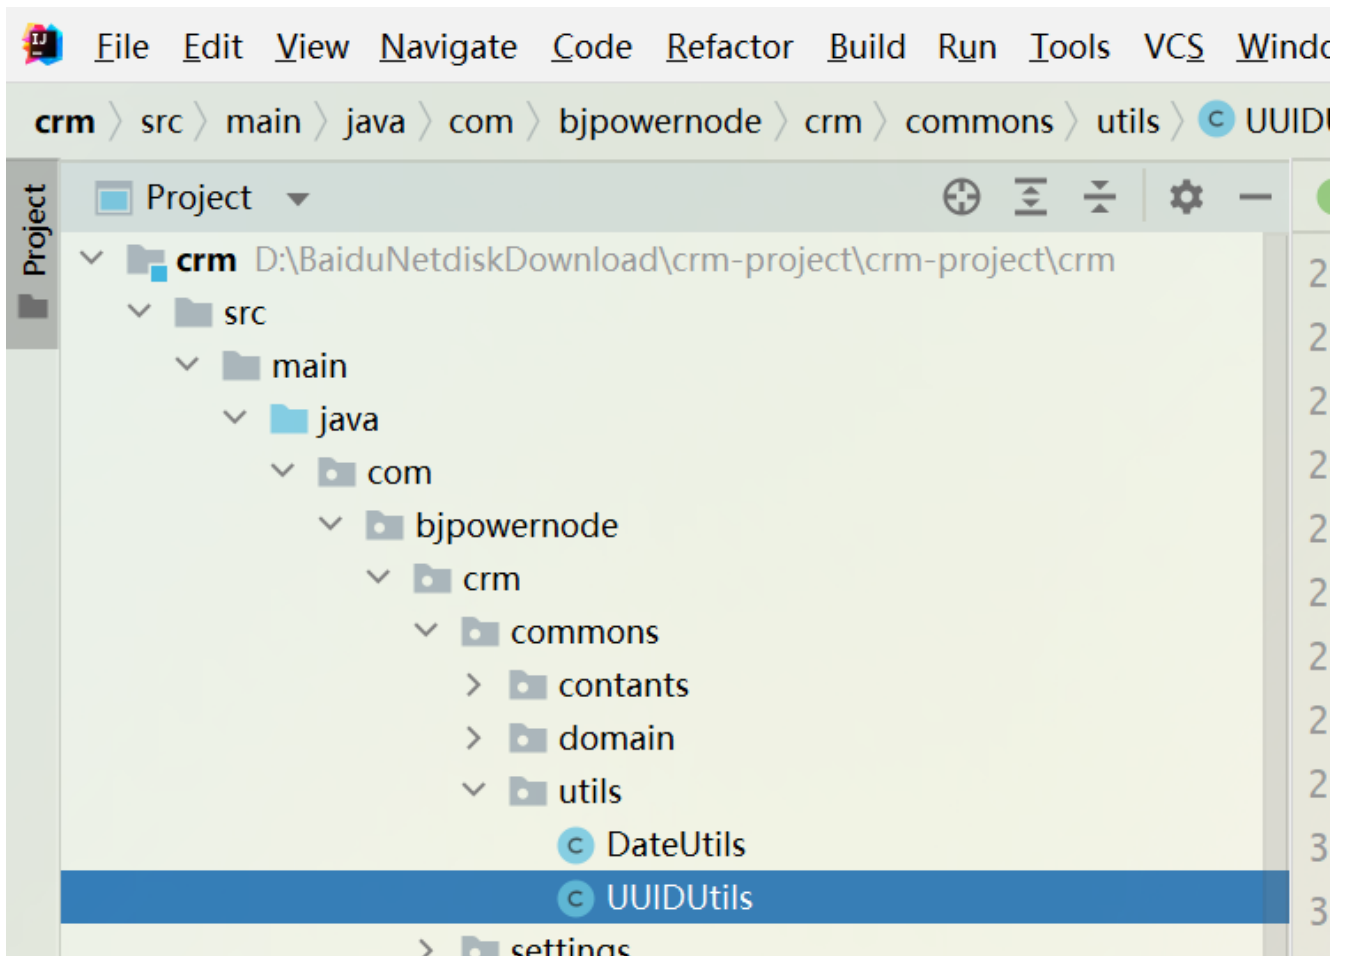 File Edit View Navigate Code Refactor Build Run Tools VCS
crm src main java com bjpowernode crm commons utils
Project
Project
crm D:\BaiduNetdiskDownload\crm-project\crm-project\crm
src
main
java
com
bjpowernode
crm
commons
contants
domain
utils
DateUtils
UUIDUtils
settings